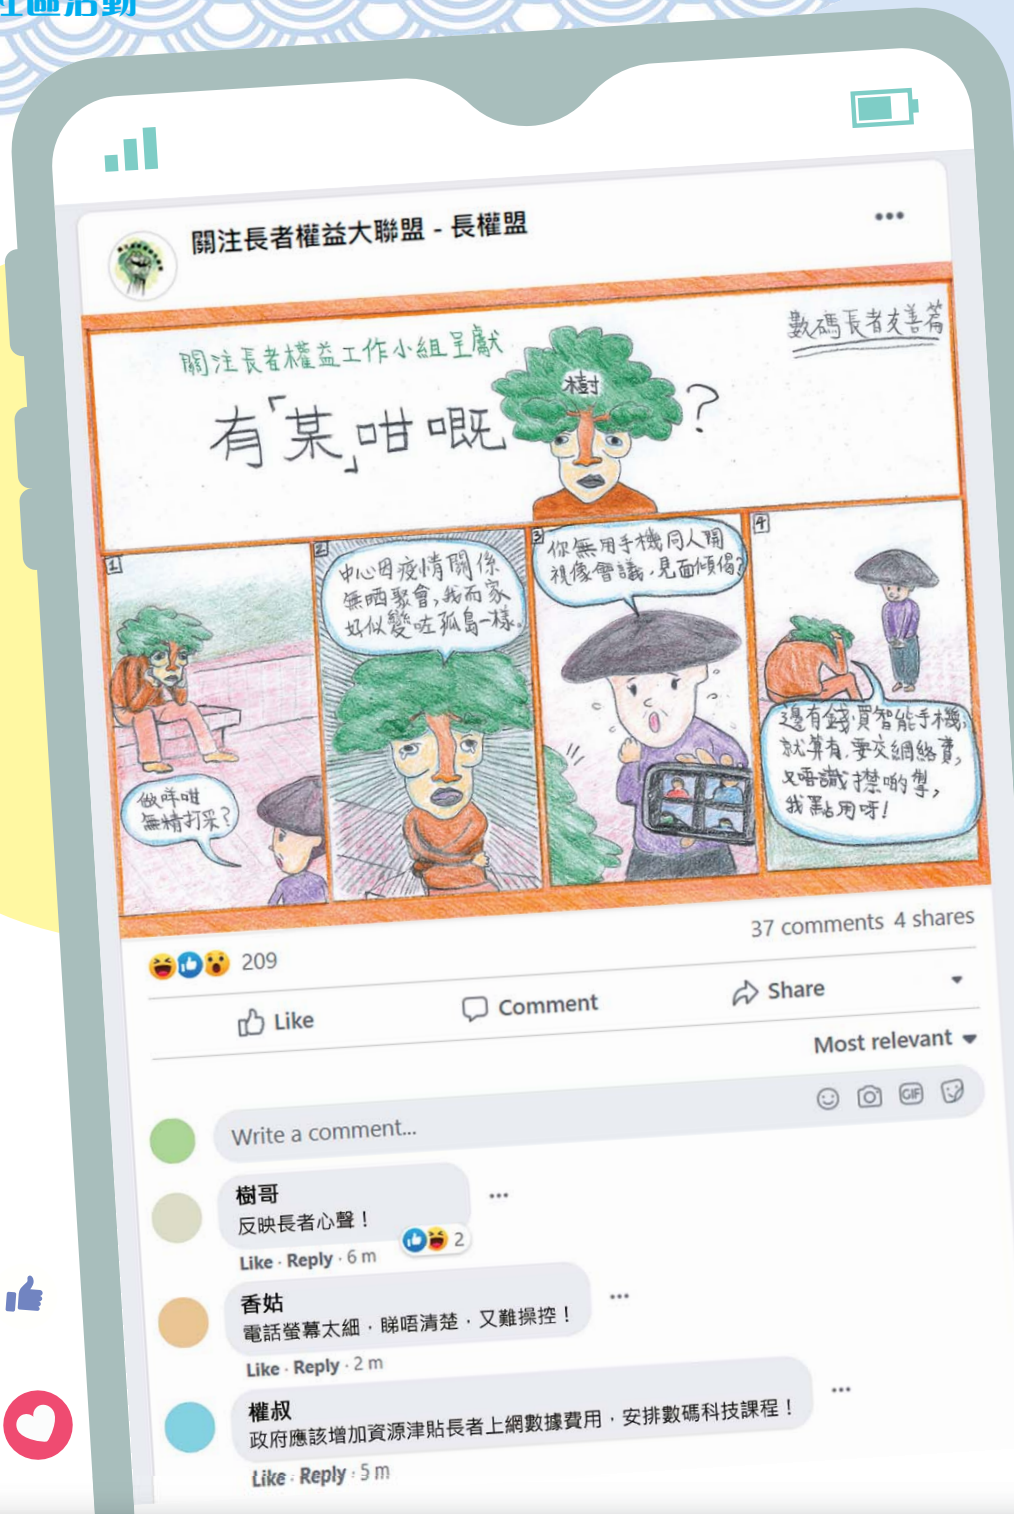 社區活動
關注長者權益大聯盟 - 長權盟
關注長者權益工作小組呈獻
數碼長者友善篇
有「某」咁嘅
樹
?
1
做咩咁
無精打采?
2
中心因疫情關係
無晒聚會,我而家
好似變咗孤島一樣。
3
你無用手機同人開
視像會議,見面傾偈?
4
邊有錢買智能手機,
就算有,要交網絡費,
又唔識㩒啲掣,
我點用呀!
209
37 comments 4 shares
Like
Comment
Share
Most relevant
Write a comment...
GIF
樹哥
反映長者心聲!
2
Like · Reply · 6 m
香姑
電話螢幕太細,睇唔清楚,又難操控!
Like · Reply · 2 m
權叔
政府應該增加資源津貼長者上網數據費用,安排數碼科技課程!
Like · Reply · 5 m